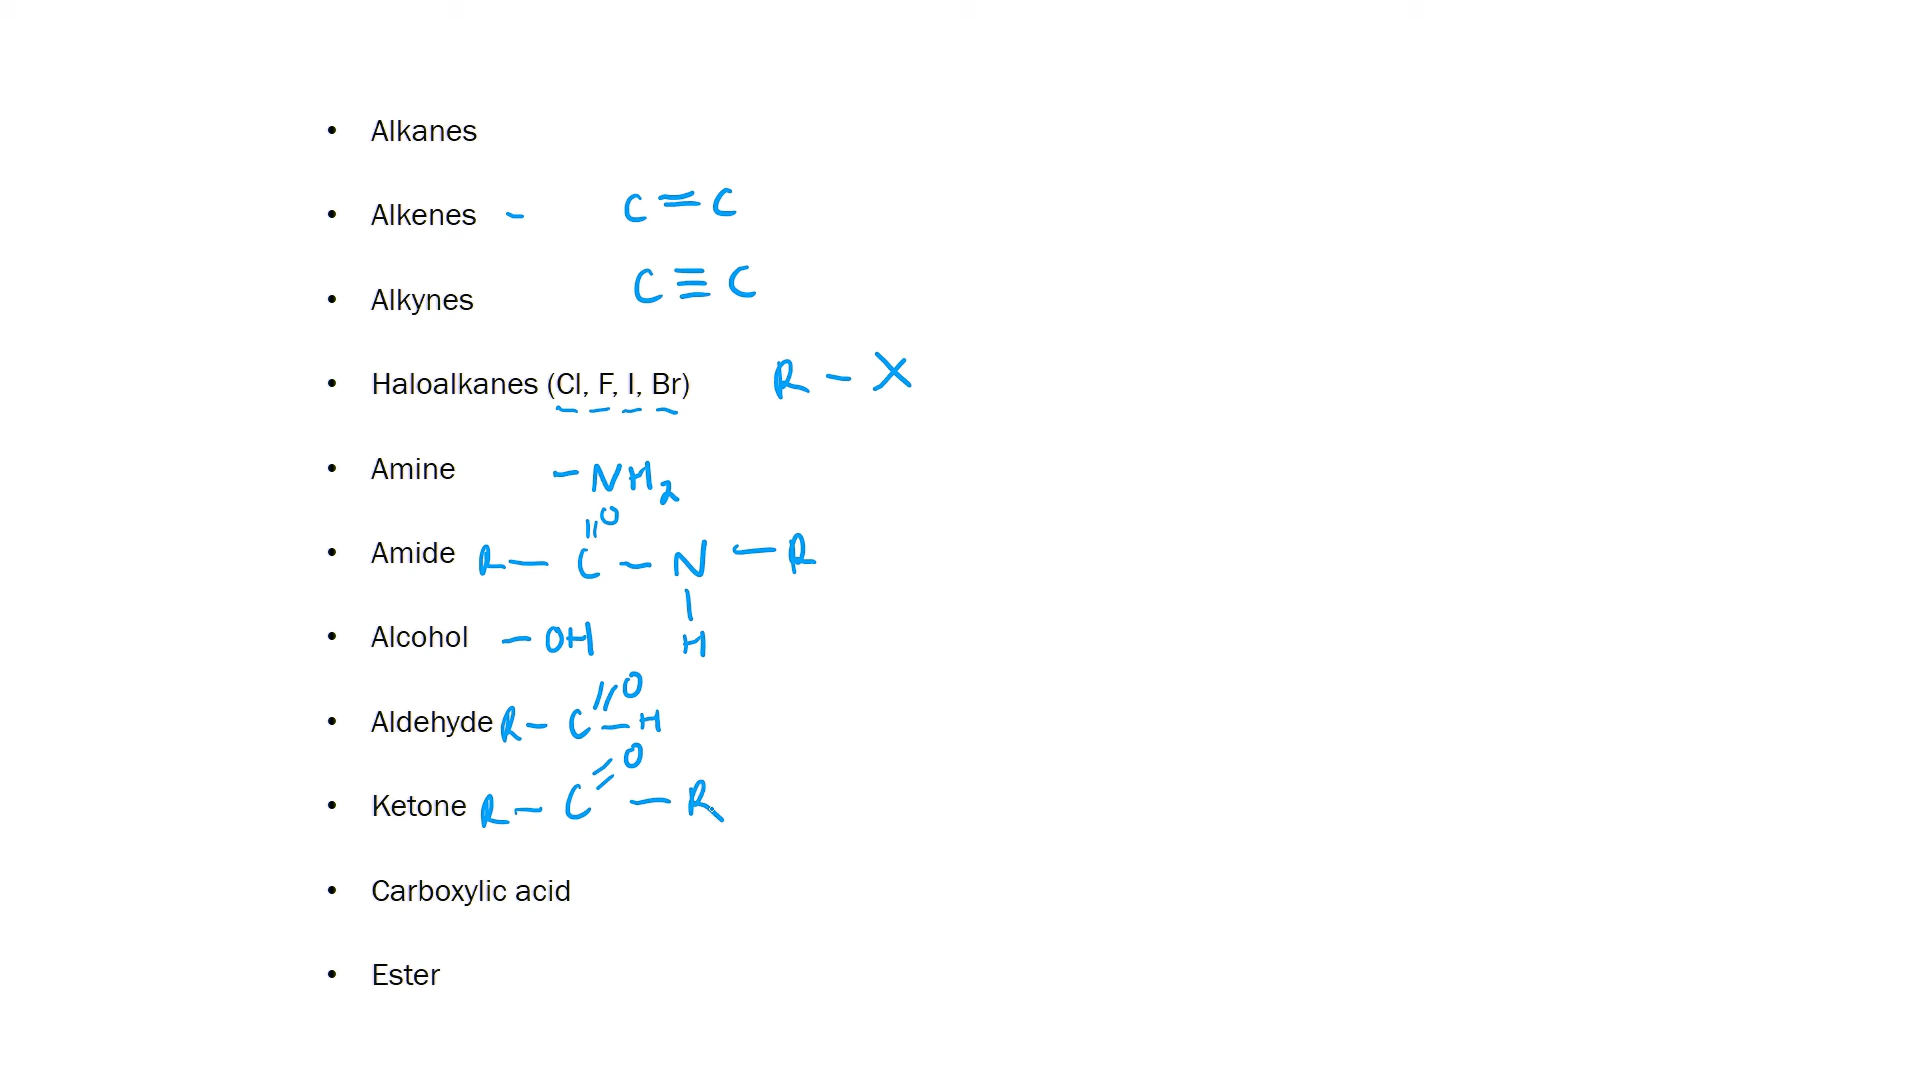 • Alkanes
• Alkenes - C = C
• Alkynes C ≡ C
• Haloalkanes (Cl, F, I, Br) R - X
• Amine - NH₂
O
||
• Amide R - C - N - R
|
• Alcohol - OH H
O
//
• Aldehyde R - C - H
O
//
• Ketone R - C - R
• Carboxylic acid
• Ester